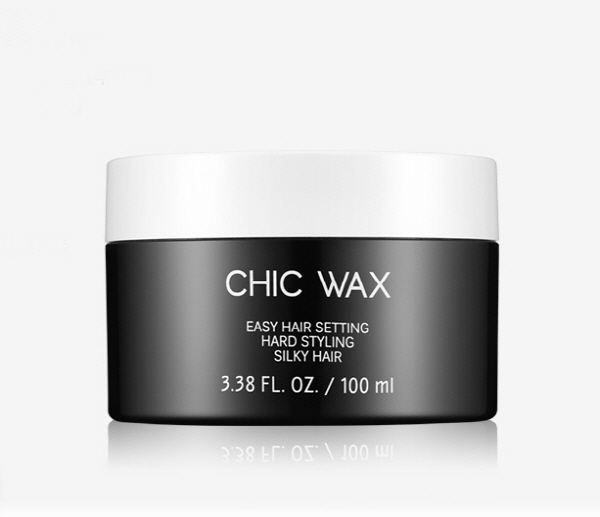 CHIC WAX
EASY HAIR SETTING
HARD STYLING
SILKY HAIR
3.38 FL. OZ. / 100 ml